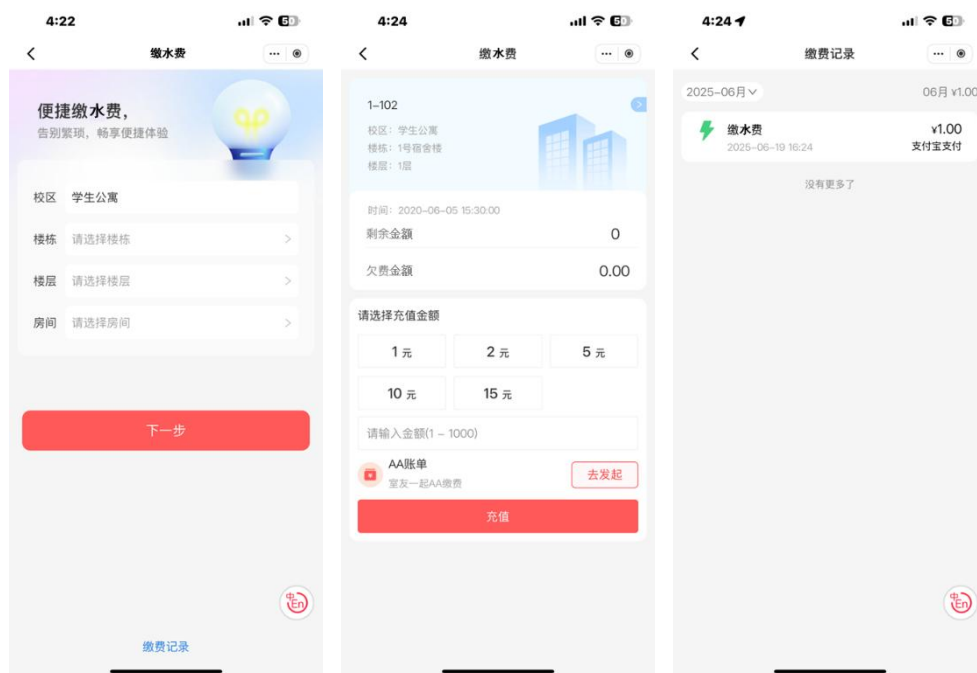 4:22
缴水费
便捷缴水费，
告别繁琐，畅享便捷体验
校区 学生公寓
楼栋 请选择楼栋
楼层 请选择楼层
房间 请选择房间
下一步
中En
缴费记录
4:24
缴水费
1-102
校区：学生公寓
楼栋：1号宿舍楼
楼层：1层
时间：2020-06-05 15:30:00
剩余金额 0
欠费金额 0.00
请选择充值金额
1 元 2 元 5 元
10 元 15 元
请输入金额(1 - 1000)
AA账单
室友一起AA缴费
去发起
充值
4:24
缴费记录
2025-06月 06月 ¥1.00
缴水费 ¥1.00
2025-06-19 16:24 支付宝支付
没有更多了
中En